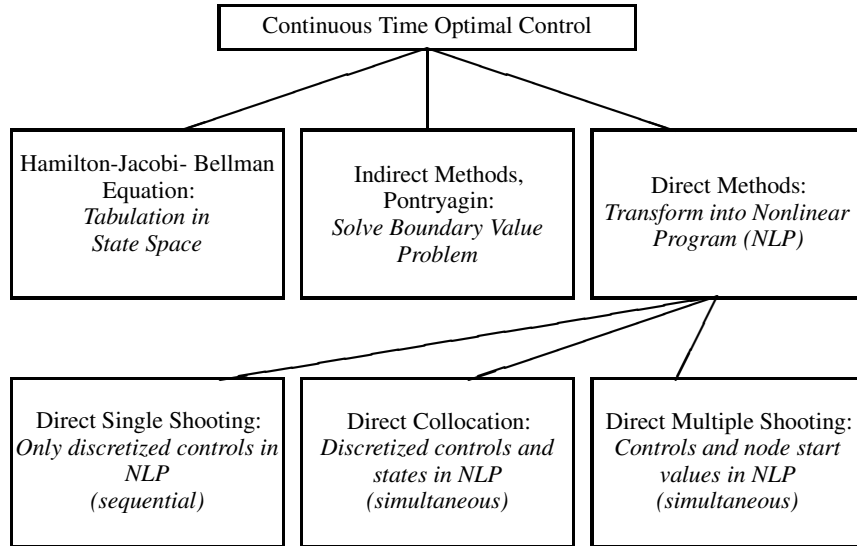 Continuous Time Optimal Control
Hamilton-Jacobi- Bellman
Equation:
Tabulation in
State Space
Indirect Methods,
Pontryagin:
Solve Boundary Value
Problem
Direct Methods:
Transform into Nonlinear
Program (NLP)
Direct Single Shooting:
Only discretized controls in
NLP
(sequential)
Direct Collocation:
Discretized controls and
states in NLP
(simultaneous)
Direct Multiple Shooting:
Controls and node start
values in NLP
(simultaneous)